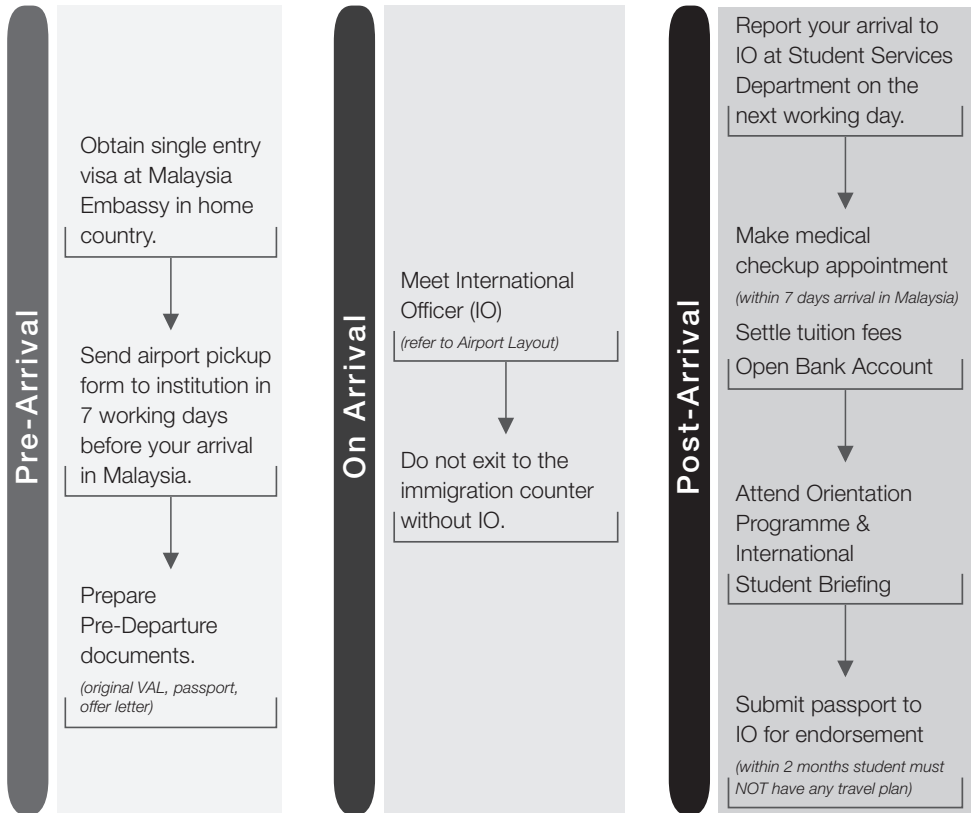 Pre-Arrival
Obtain single entry
visa at Malaysia
Embassy in home
country.
Send airport pickup
form to institution in
7 working days
before your arrival
in Malaysia.
Prepare
Pre-Departure
documents.
(original VAL, passport,
offer letter)
On Arrival
Meet International
Officer (IO)
(refer to Airport Layout)
Do not exit to the
immigration counter
without IO.
Post-Arrival
Report your arrival to
IO at Student Services
Department on the
next working day.
Make medical
checkup appointment
(within 7 days arrival in Malaysia)
Settle tuition fees
Open Bank Account
Attend Orientation
Programme &
International
Student Briefing
Submit passport to
IO for endorsement
(within 2 months student must
NOT have any travel plan)